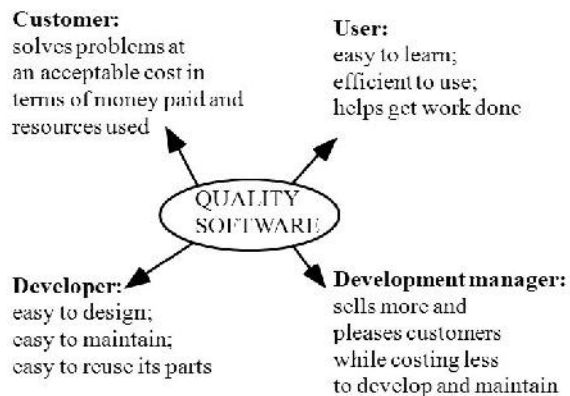 Customer:
solves problems at
an acceptable cost in
terms of money paid and
resources used
User:
easy to learn;
efficient to use;
helps get work done
QUALITY
SOFTWARE
Developer:
easy to design;
easy to maintain;
easy to reuse its parts
Development manager:
sells more and
pleases customers
while costing less
to develop and maintain